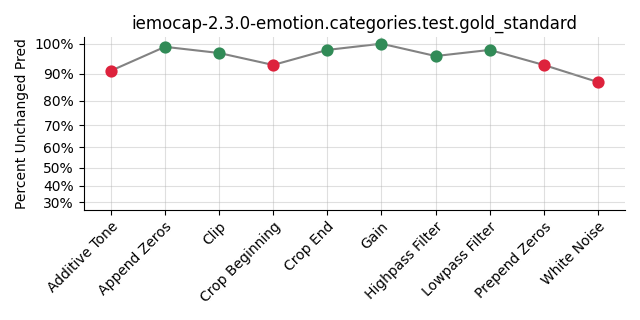 iemocap-2.3.0-emotion.categories.test.gold_standard
Percent Unchanged Pred
100%
90%
80%
70%
60%
50%
40%
30%
Additive Tone
Append Zeros
Clip
Crop Beginning
Crop End
Gain
Highpass Filter
Lowpass Filter
Prepend Zeros
White Noise